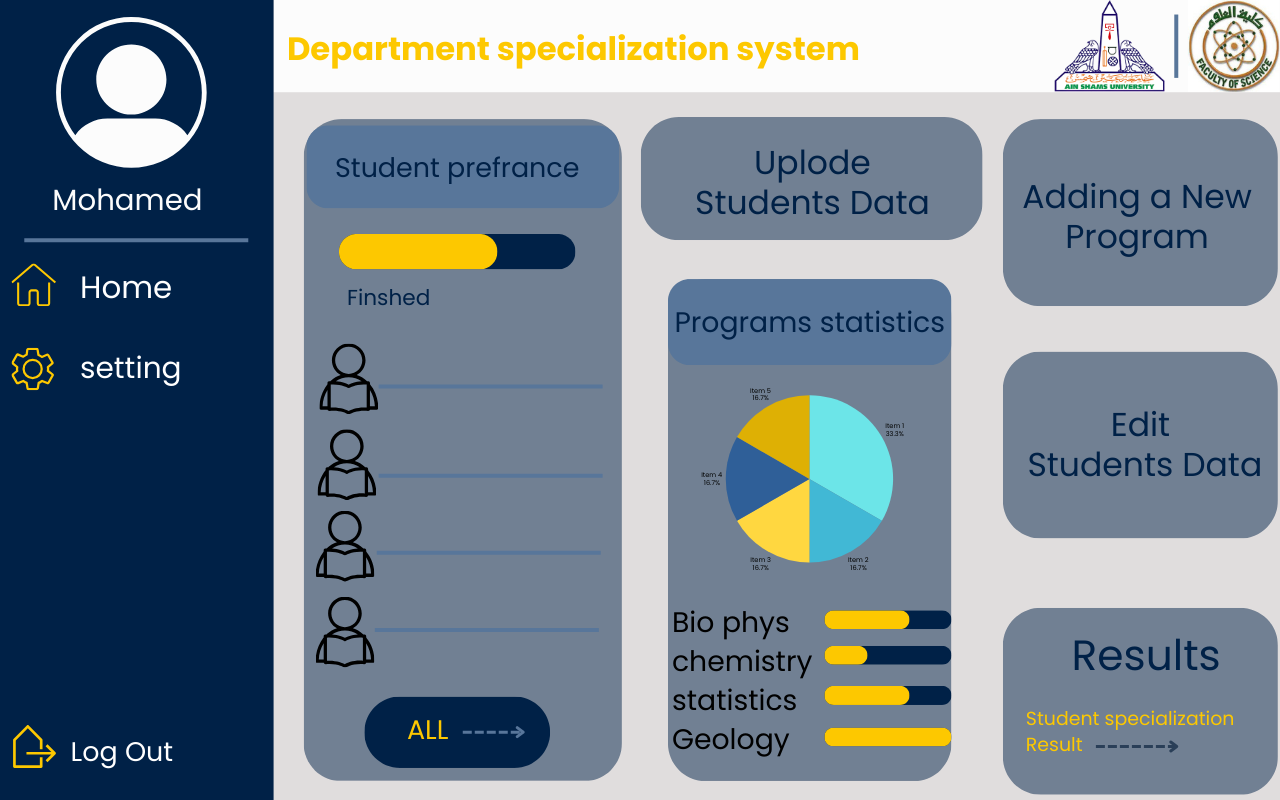 Department specialization system
AIN SHAMS UNIVERSITY
كلية العلوم
FACULTY OF SCIENCE
Mohamed
Home
setting
Log Out
Student prefrance
Finshed
ALL
Uplode
Students Data
Programs statistics
Item 5
16.7%
Item 1
33.3%
Item 4
16.7%
Item 3
16.7%
Item 2
16.7%
Bio phys
chemistry
statistics
Geology
Adding a New
Program
Edit
Students Data
Results
Student specialization
Result